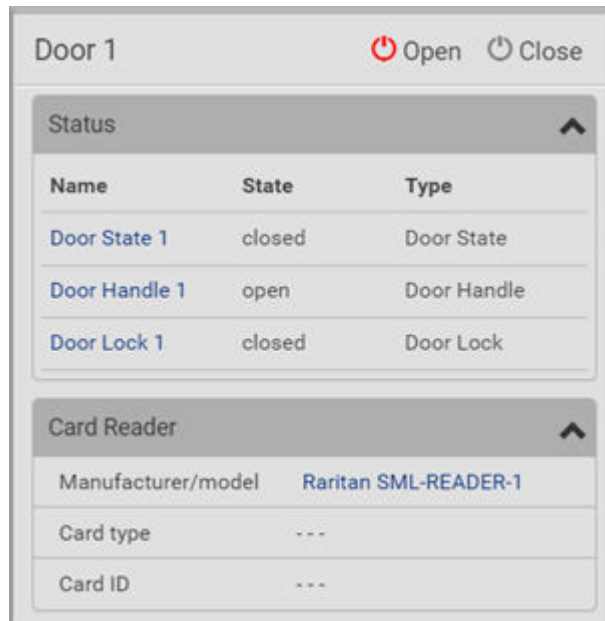 Door 1 Open Close
Status
Name State Type
Door State 1 closed Door State
Door Handle 1 open Door Handle
Door Lock 1 closed Door Lock
Card Reader
Manufacturer/model Raritan SML-READER-1
Card type ---
Card ID ---